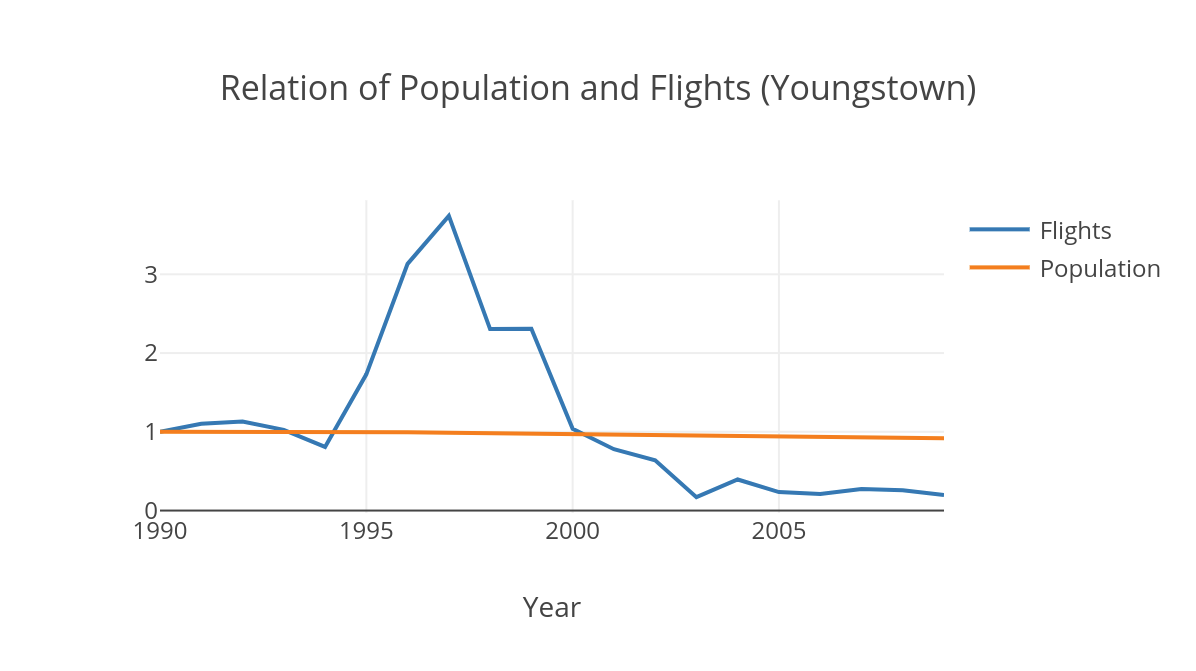 Relation of Population and Flights (Youngstown)
Flights
Population
3
2
1
0
1990 1995 2000 2005
Year